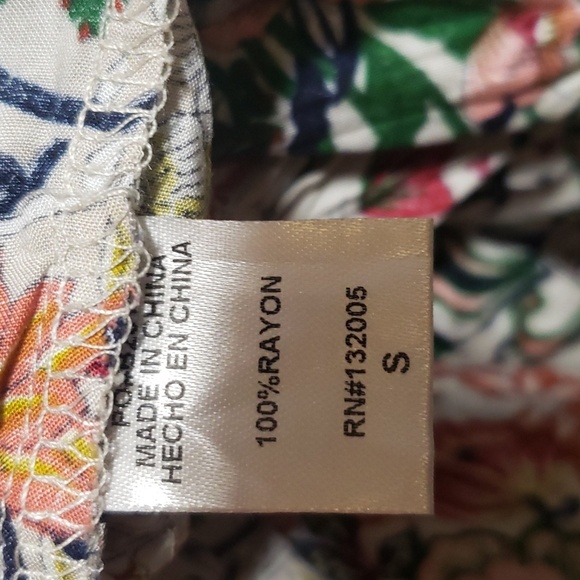 MADE IN CHINA
HECHO EN CHINA
100%RAYON
RN#132005
S